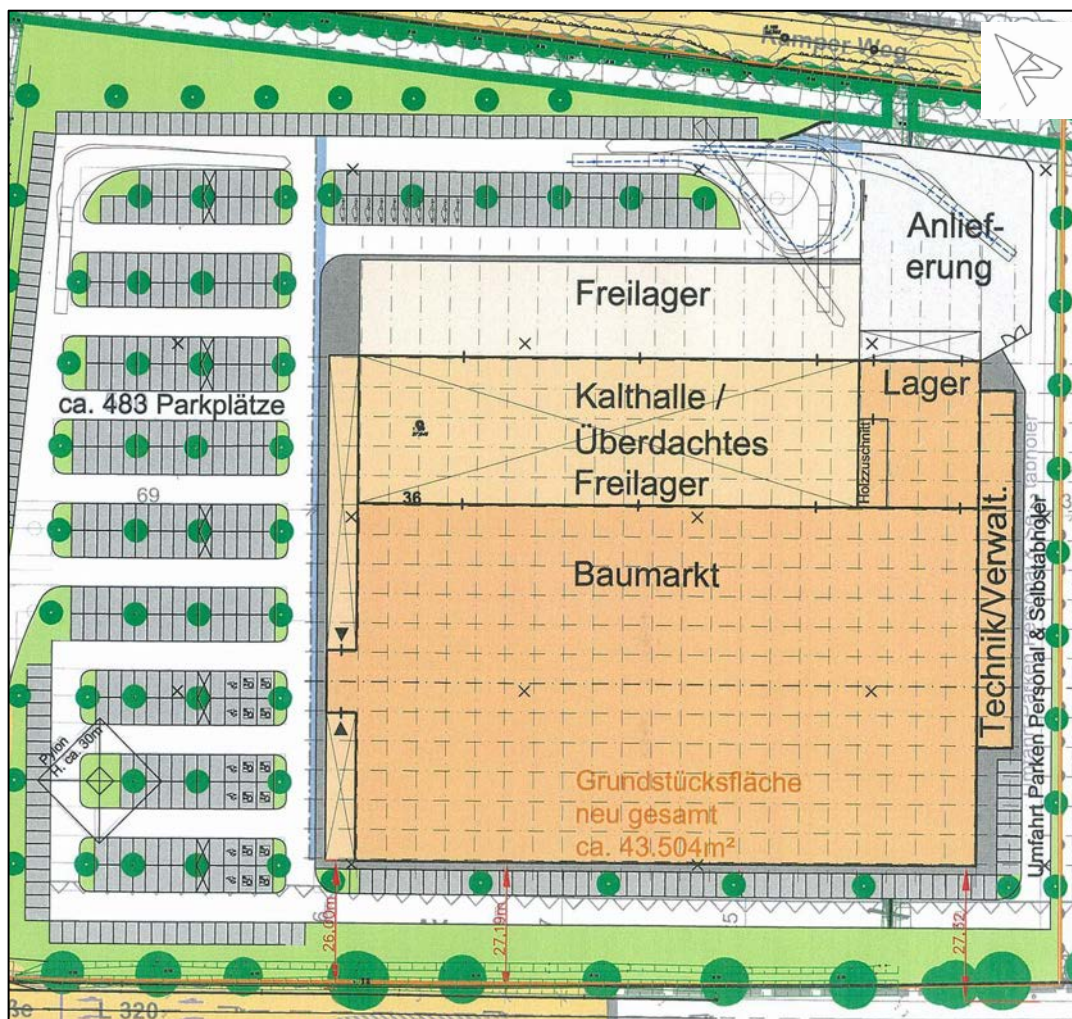 Kamper Weg
Anlief-
erung
Freilager
Lager
Kalthalle /
Überdachtes
Freilager
Holzzuschnitt
ca. 483 Parkplätze
69
36
Baumarkt
Technik/Verwalt.
Umfahrt Parken Personal & Selbstabholer
Pylon
H. ca. 30m
Grundstücksfläche
neu gesamt
ca. 43.504m²
26.00m
27.19m
27.32
L 320